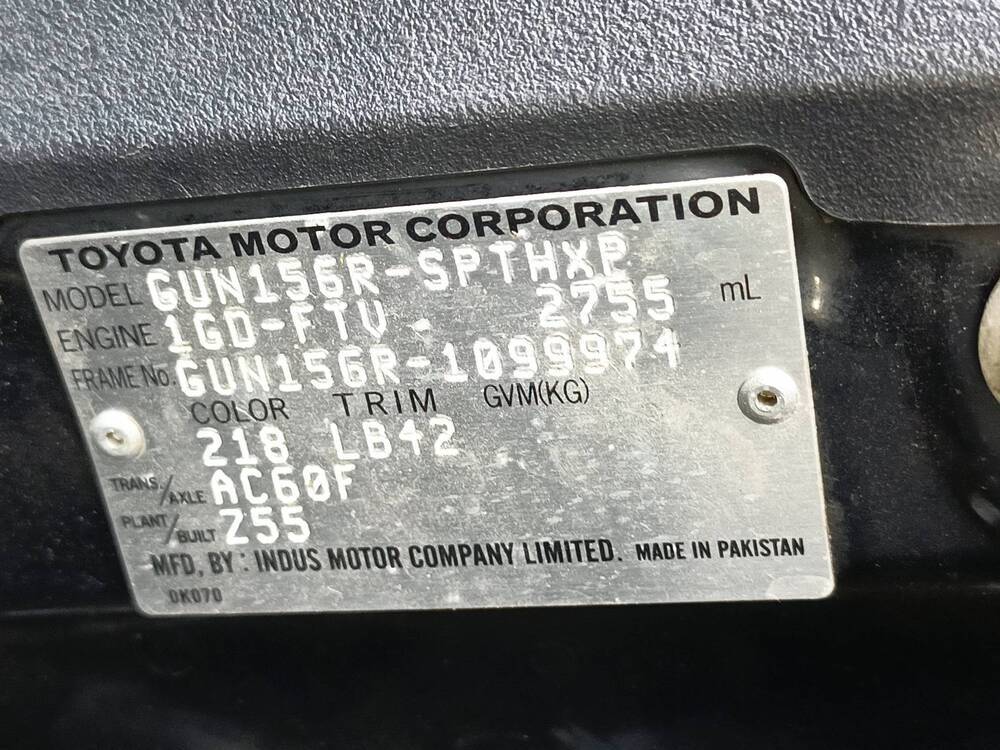 TOYOTA MOTOR CORPORATION
MODEL GUN156R-SPTHXP
ENGINE 1GD-FTV. 2755 mL
FRAME No. GUN156R-1099974
COLOR TRIM GVM(KG)
218 LB42
TRANS./AXLE AC60F
PLANT/BUILT Z55
MFD, BY : INDUS MOTOR COMPANY LIMITED. MADE IN PAKISTAN
0K070